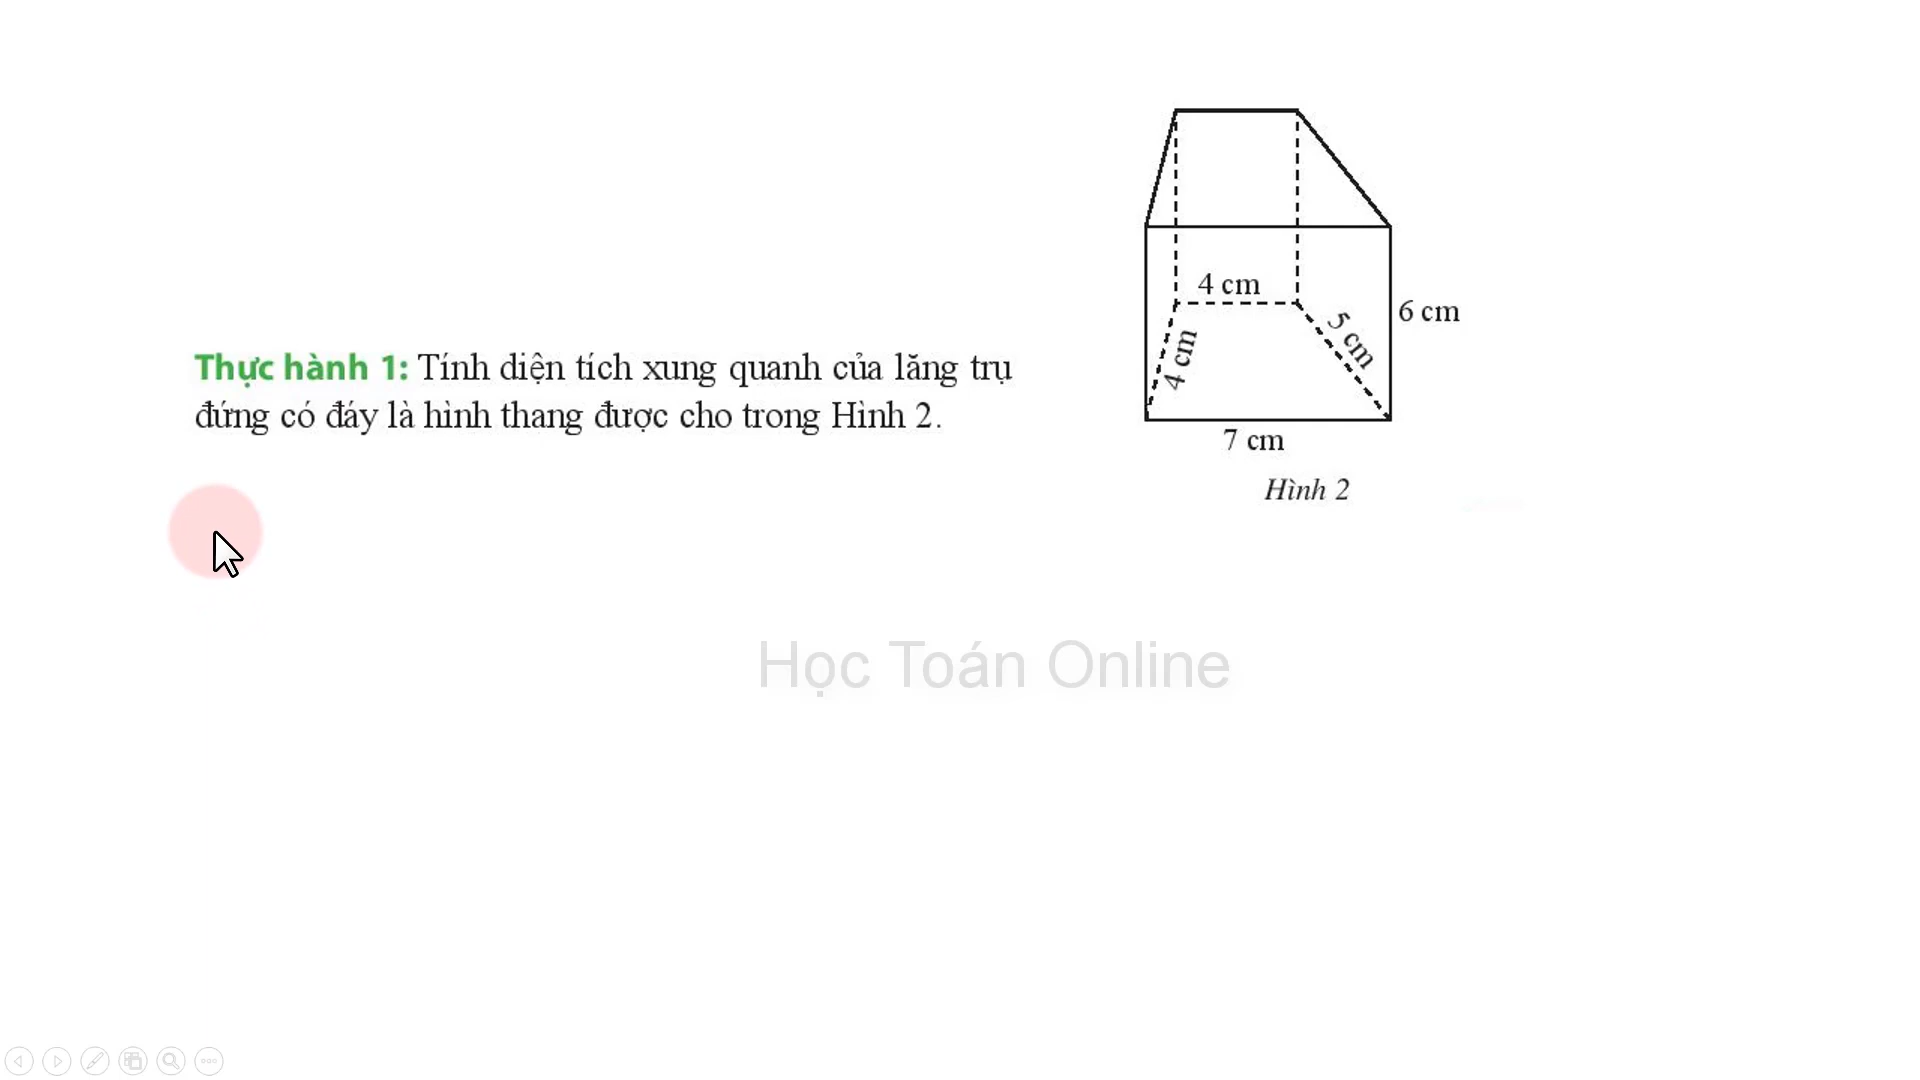 4 cm
6 cm
5 cm
4 cm
Thực hành 1: Tính diện tích xung quanh của lăng trụ
đứng có đáy là hình thang được cho trong Hình 2.
7 cm
Hình 2
Học Toán Online